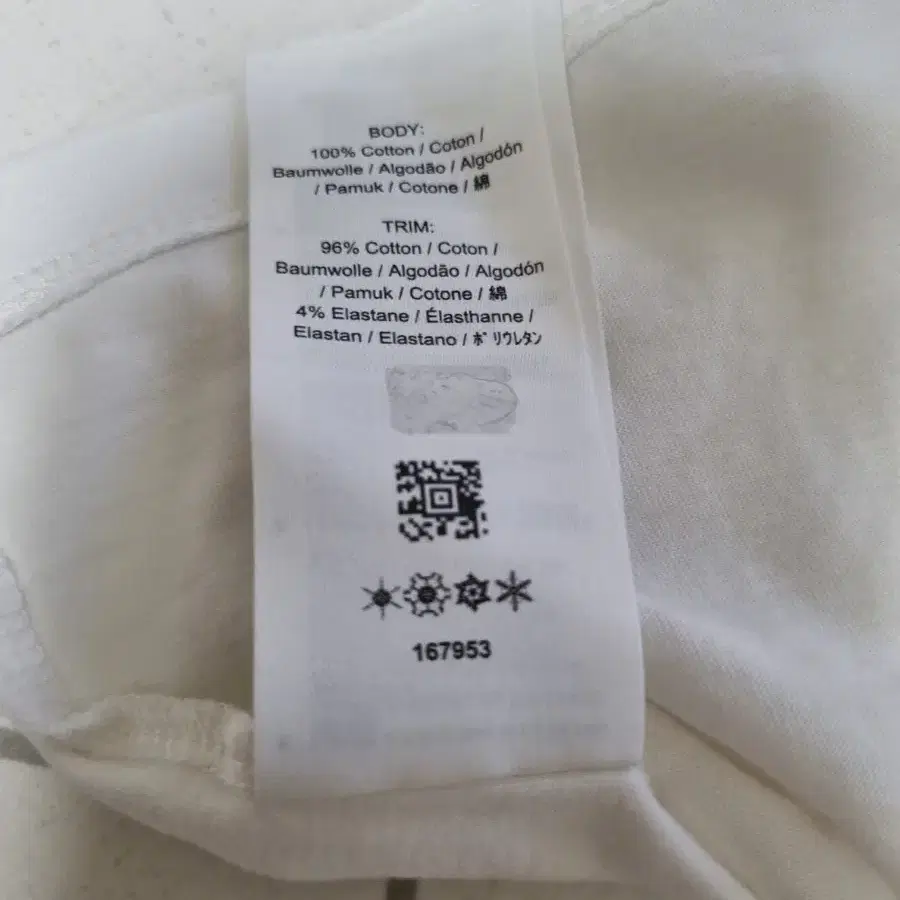 BODY:
100% Cotton / Coton /
Baumwolle / Algodão / Algodón
/ Pamuk / Cotone / 綿
TRIM:
96% Cotton / Coton /
Baumwolle / Algodão / Algodón
/ Pamuk / Cotone / 綿
4% Elastane / Élasthanne /
Elastan / Elastano / ポリウレタン
167953